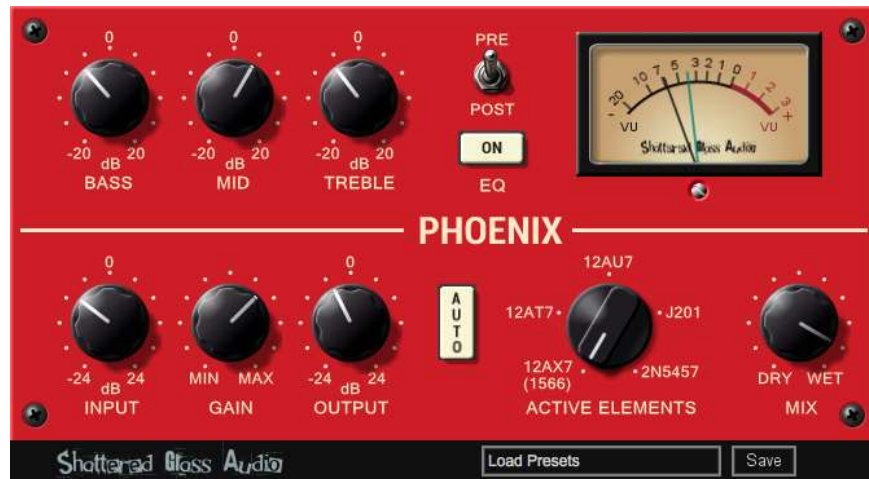 0 0 0
-20 20 -20 20 -20 20
dB dB dB
BASS MID TREBLE
PRE
POST
ON
EQ
- 20 10 7 5 3 2 1 0 1 2 3 +
VU VU
Shattered Glass Audio
PHOENIX
0 0
-24 24 MIN MAX -24 24
dB dB
INPUT GAIN OUTPUT
AUTO
12AU7
12AT7 J201
12AX7 2N5457
(1566)
ACTIVE ELEMENTS
DRY WET
MIX
Shattered Glass Audio
Load Presets Save